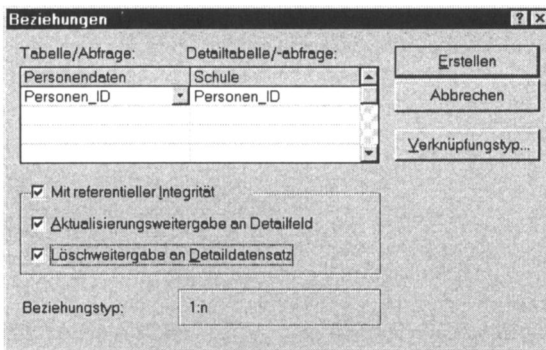 Beziehungen
Tabelle/Abfrage: Detailtabelle/-abfrage:
Personendaten Schule
Personen_ID Personen_ID
Erstellen
Abbrechen
Verknüpfungstyp...
Mit referentieller Integrität
Aktualisierungsweitergabe an Detailfeld
Löschweitergabe an Detaildatensatz
Beziehungstyp: 1:n